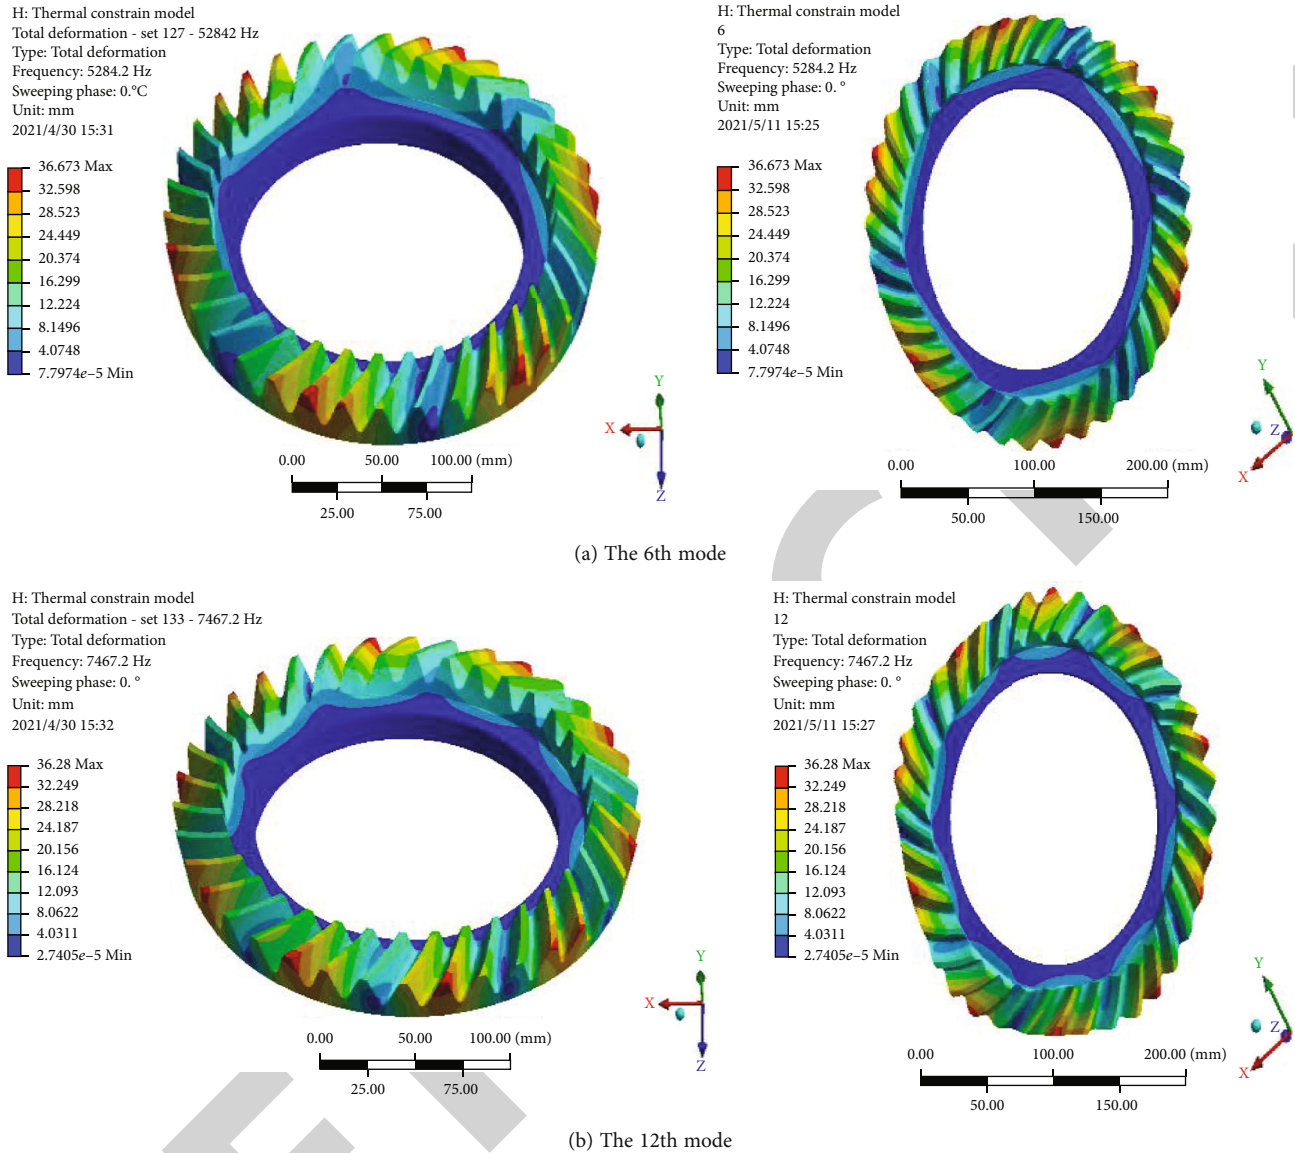 H: Thermal constrain model
Total deformation - set 127 - 52842 Hz
Type: Total deformation
Frequency: 5284.2 Hz
Sweeping phase: 0.°C
Unit: mm
2021/4/30 15:31
36.673 Max
32.598
28.523
24.449
20.374
16.299
12.224
8.1496
4.0748
7.7974e–5 Min
0.00 50.00 100.00 (mm)
25.00 75.00
Y
X
Z
H: Thermal constrain model
6
Type: Total deformation
Frequency: 5284.2 Hz
Sweeping phase: 0. °
Unit: mm
2021/5/11 15:25
36.673 Max
32.598
28.523
24.449
20.374
16.299
12.224
8.1496
4.0748
7.7974e–5 Min
0.00 100.00 200.00 (mm)
50.00 150.00
Y
Z
X
(a) The 6th mode
H: Thermal constrain model
Total deformation - set 133 - 7467.2 Hz
Type: Total deformation
Frequency: 7467.2 Hz
Sweeping phase: 0. °
Unit: mm
2021/4/30 15:32
36.28 Max
32.249
28.218
24.187
20.156
16.124
12.093
8.0622
4.0311
2.7405e–5 Min
0.00 50.00 100.00 (mm)
25.00 75.00
Y
X
Z
H: Thermal constrain model
12
Type: Total deformation
Frequency: 7467.2 Hz
Sweeping phase: 0. °
Unit: mm
2021/5/11 15:27
36.28 Max
32.249
28.218
24.187
20.156
16.124
12.093
8.0622
4.0311
2.7405e–5 Min
0.00 100.00 200.00 (mm)
50.00 150.00
Y
Z
X
(b) The 12th mode